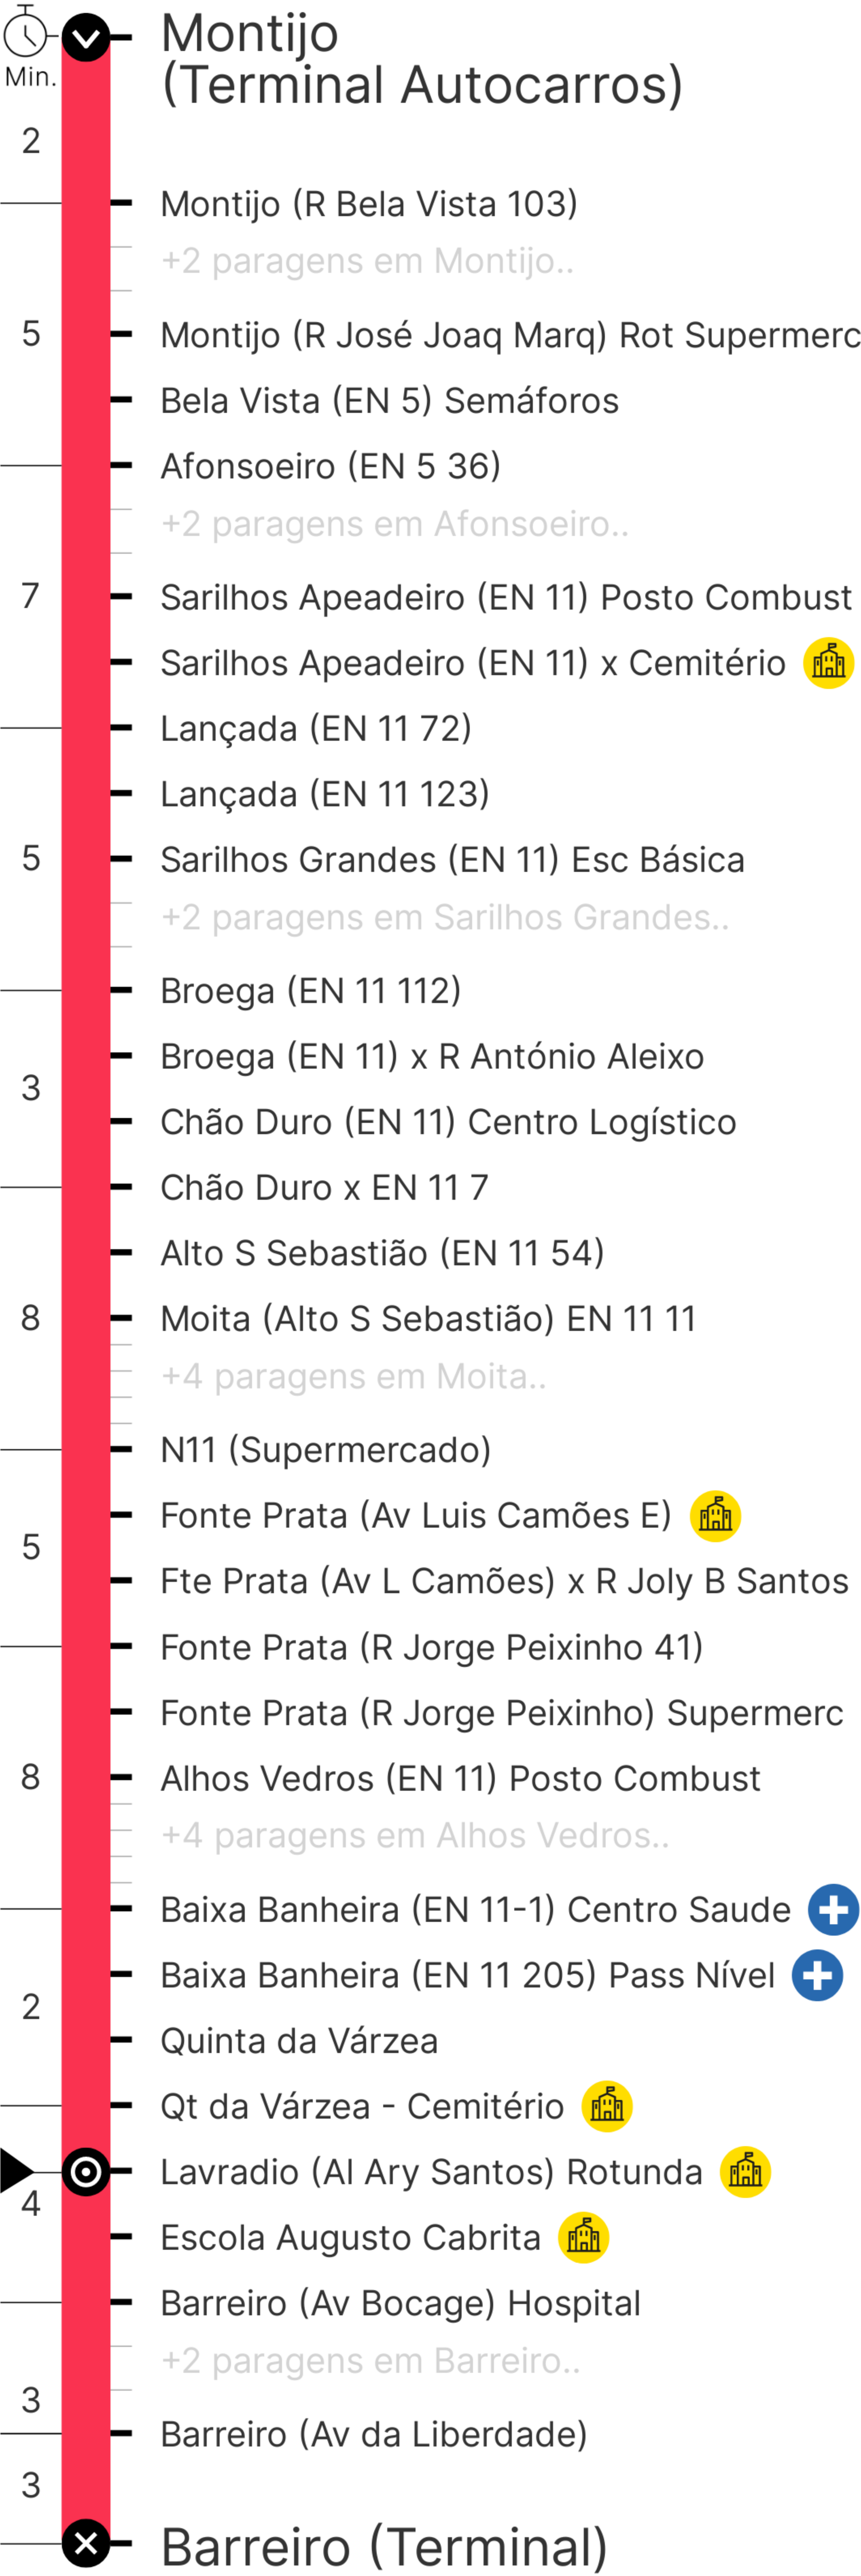 Montijo
(Terminal Autocarros)
Min.
2
Montijo (R Bela Vista 103)
+2 paragens em Montijo..
5
Montijo (R José Joaq Marq) Rot Supermerc
Bela Vista (EN 5) Semáforos
Afonsoeiro (EN 5 36)
+2 paragens em Afonsoeiro..
7
Sarilhos Apeadeiro (EN 11) Posto Combust
Sarilhos Apeadeiro (EN 11) x Cemitério
Lançada (EN 11 72)
Lançada (EN 11 123)
5
Sarilhos Grandes (EN 11) Esc Básica
+2 paragens em Sarilhos Grandes..
Broega (EN 11 112)
Broega (EN 11) x R António Aleixo
3
Chão Duro (EN 11) Centro Logístico
Chão Duro x EN 11 7
Alto S Sebastião (EN 11 54)
8
Moita (Alto S Sebastião) EN 11 11
+4 paragens em Moita..
N11 (Supermercado)
Fonte Prata (Av Luis Camões E)
5
Fte Prata (Av L Camões) x R Joly B Santos
Fonte Prata (R Jorge Peixinho 41)
Fonte Prata (R Jorge Peixinho) Supermerc
8
Alhos Vedros (EN 11) Posto Combust
+4 paragens em Alhos Vedros..
Baixa Banheira (EN 11-1) Centro Saude
Baixa Banheira (EN 11 205) Pass Nível
2
Quinta da Várzea
Qt da Várzea - Cemitério
Lavradio (Al Ary Santos) Rotunda
4
Escola Augusto Cabrita
Barreiro (Av Bocage) Hospital
+2 paragens em Barreiro..
3
Barreiro (Av da Liberdade)
3
Barreiro (Terminal)